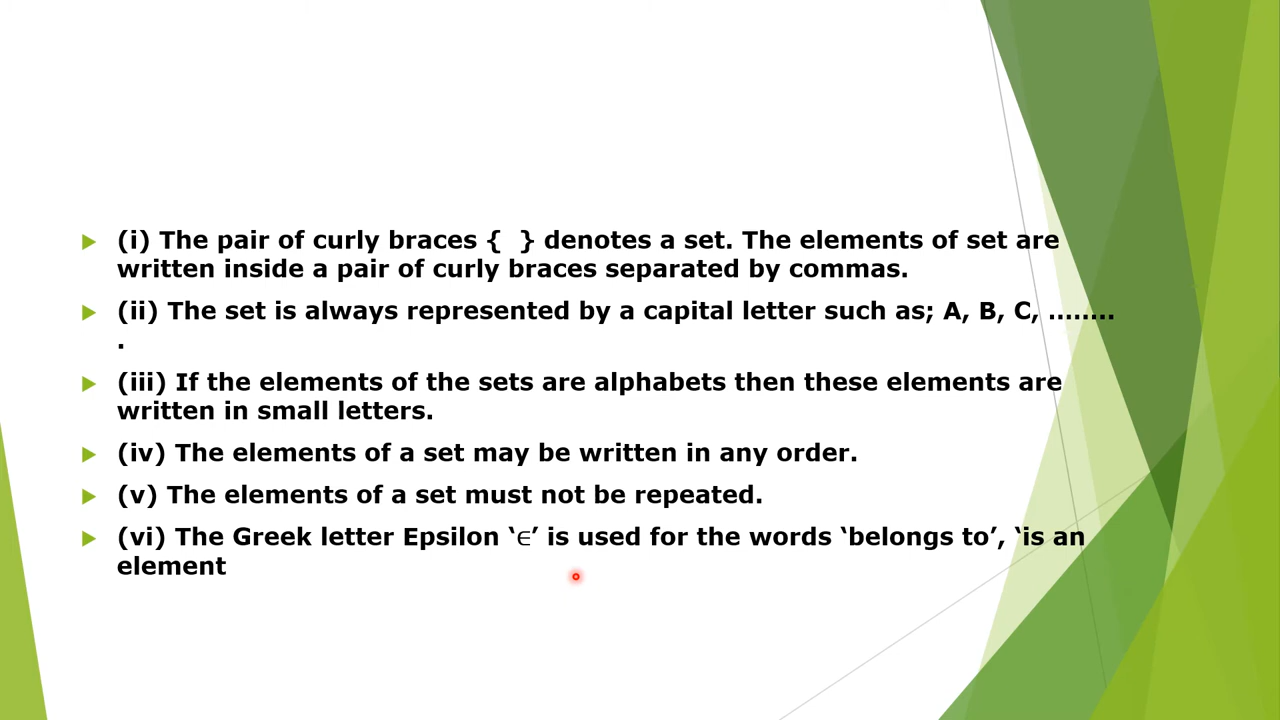 (i) The pair of curly braces {  } denotes a set. The elements of set are
written inside a pair of curly braces separated by commas.
(ii) The set is always represented by a capital letter such as; A, B, C, ........
.
(iii) If the elements of the sets are alphabets then these elements are
written in small letters.
(iv) The elements of a set may be written in any order.
(v) The elements of a set must not be repeated.
(vi) The Greek letter Epsilon ‘∈’ is used for the words ‘belongs to’, ‘is an
element